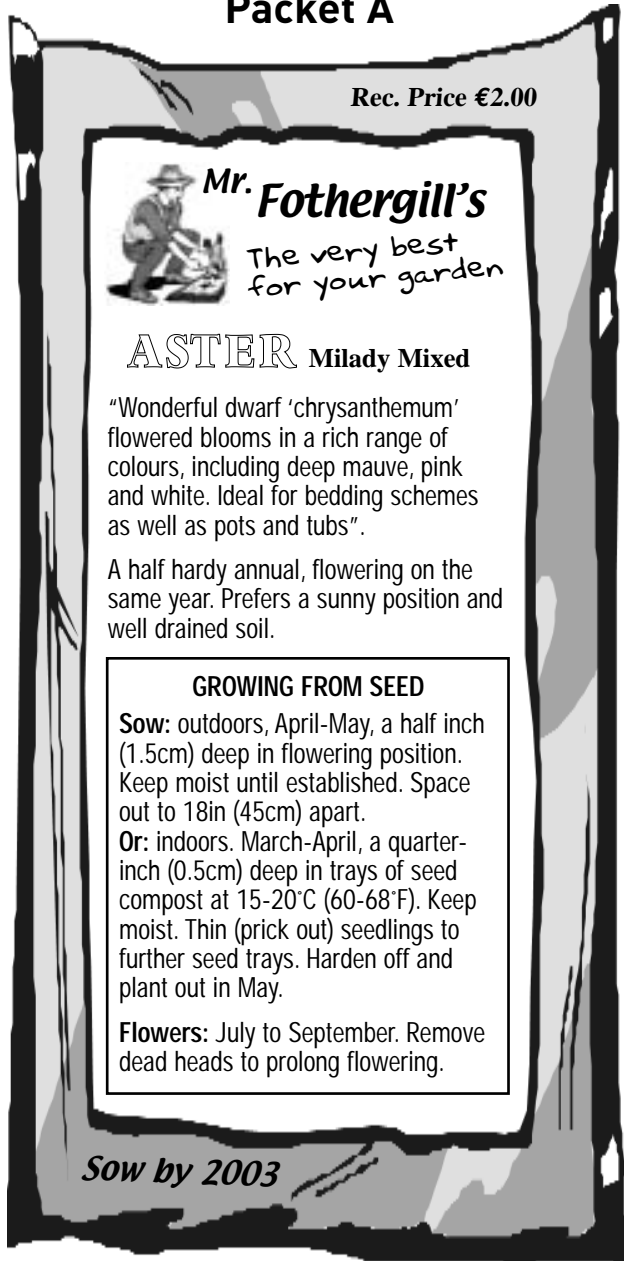 Packet A
Rec. Price €2.00
Mr. Fothergill's
The very best
for your garden
ASTER Milady Mixed
“Wonderful dwarf ‘chrysanthemum’
flowered blooms in a rich range of
colours, including deep mauve, pink
and white. Ideal for bedding schemes
as well as pots and tubs”.
A half hardy annual, flowering on the
same year. Prefers a sunny position and
well drained soil.
GROWING FROM SEED
Sow: outdoors, April-May, a half inch
(1.5cm) deep in flowering position.
Keep moist until established. Space
out to 18in (45cm) apart.
Or: indoors. March-April, a quarter-
inch (0.5cm) deep in trays of seed
compost at 15-20°C (60-68°F). Keep
moist. Thin (prick out) seedlings to
further seed trays. Harden off and
plant out in May.
Flowers: July to September. Remove
dead heads to prolong flowering.
Sow by 2003